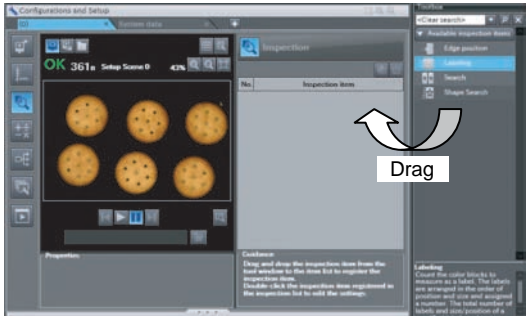 Configurations and Setup
System data
OK 361
Setup Scene 0
43%
Inspection
No.
Inspection item
Properties
Guidance
Drag and drop the inspection item from the
tool window to the item list to register the
inspection item.
Double-click the inspection item registered in
the inspection list to edit the settings.
Toolbox
<Clear search>
Available inspection items
Edge position
Labeling
Search
Shape Search
Drag
Labeling
Count the color blocks to
measure as a label. The labels
are arranged in the order of
position and size and assigned
a number. The total number of
labels and size/position of a